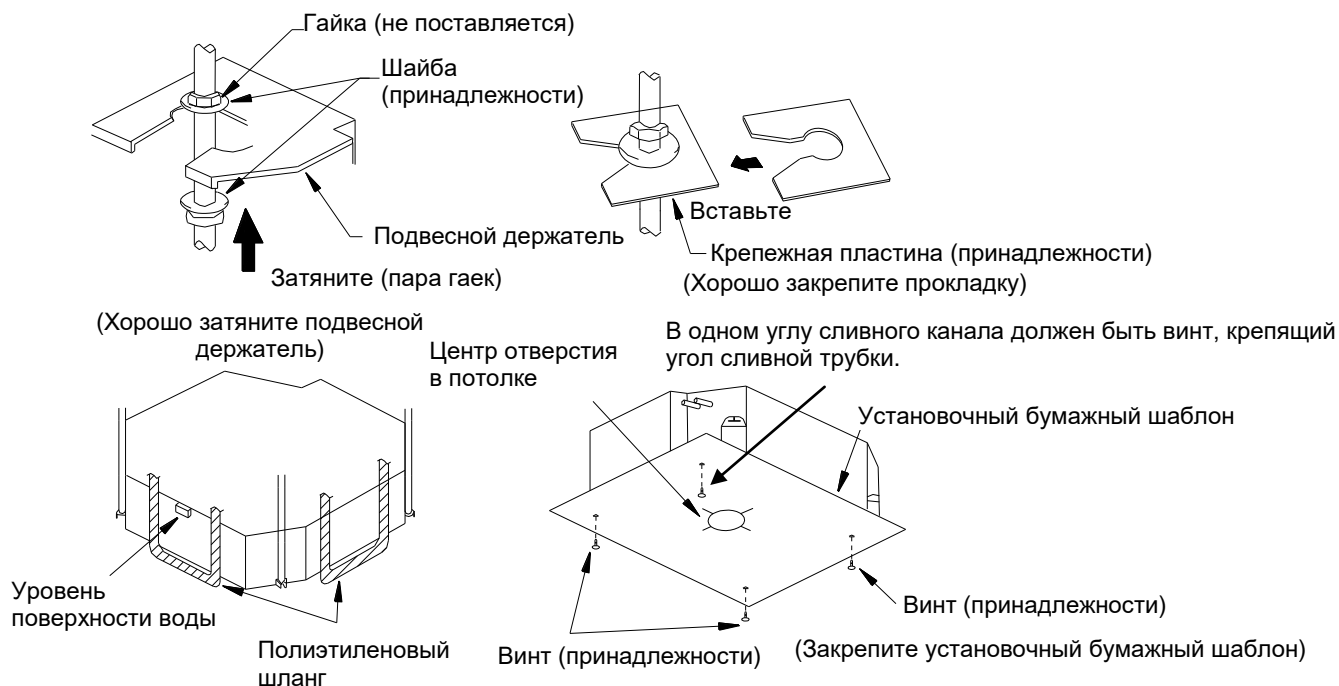 Гайка (не поставляется)
Шайба
(принадлежности)
Подвесной держатель
Затяните (пара гаек)
(Хорошо затяните подвесной
держатель)
Вставьте
Крепежная пластина (принадлежности)
(Хорошо закрепите прокладку)
Уровень
поверхности воды
Полиэтиленовый
шланг
Центр отверстия
в потолке
В одном углу сливного канала должен быть винт, крепящий
угол сливной трубки.
Установочный бумажный шаблон
Винт (принадлежности)
Винт (принадлежности)
(Закрепите установочный бумажный шаблон)